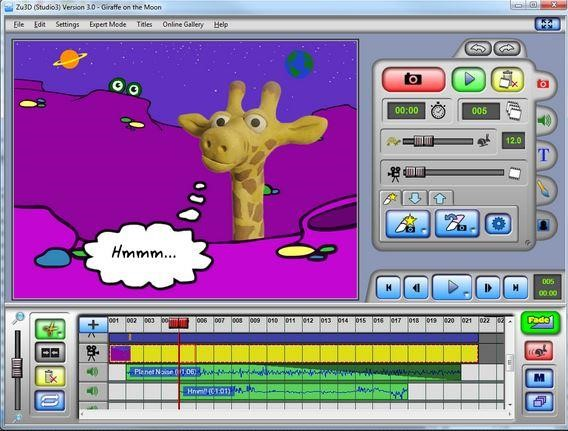 Zu3D (Studio3) Version 3.0 - Giraffe on the Moon
File Edit Settings Expert Mode Titles Online Gallery Help
00:00 005
12.0
T
Hmmm...
005
00:00
001 002 003 004 005 006 007 008 009 010 011 012 013 014 015 016 017 018 019 020 021 022 023
Fade
Planet Noise (01:06)
Hmm!! (01:01)
M